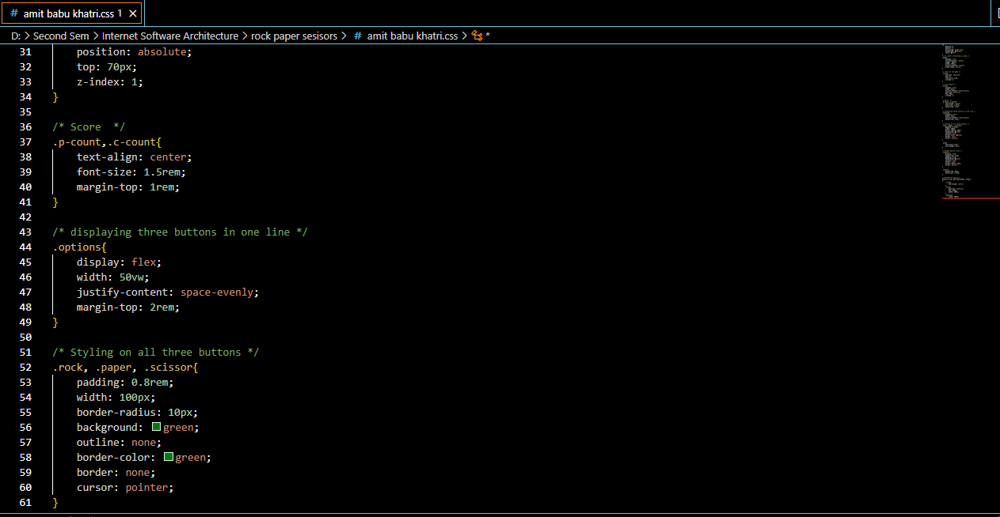 # amit babu khatri.css 1 ×
D: > Second Sem > Internet Software Architecture > rock paper sesisors > # amit babu khatri.css > *
31 position: absolute;
32 top: 70px;
33 z-index: 1;
34 }
35
36 /* Score  */
37 .p-count,.c-count{
38 text-align: center;
39 font-size: 1.5rem;
40 margin-top: 1rem;
41 }
42
43 /* displaying three buttons in one line */
44 .options{
45 display: flex;
46 width: 50vw;
47 justify-content: space-evenly;
48 margin-top: 2rem;
49 }
50
51 /* Styling on all three buttons */
52 .rock, .paper, .scissor{
53 padding: 0.8rem;
54 width: 100px;
55 border-radius: 10px;
56 background: green;
57 outline: none;
58 border-color: green;
59 border: none;
60 cursor: pointer;
61 }